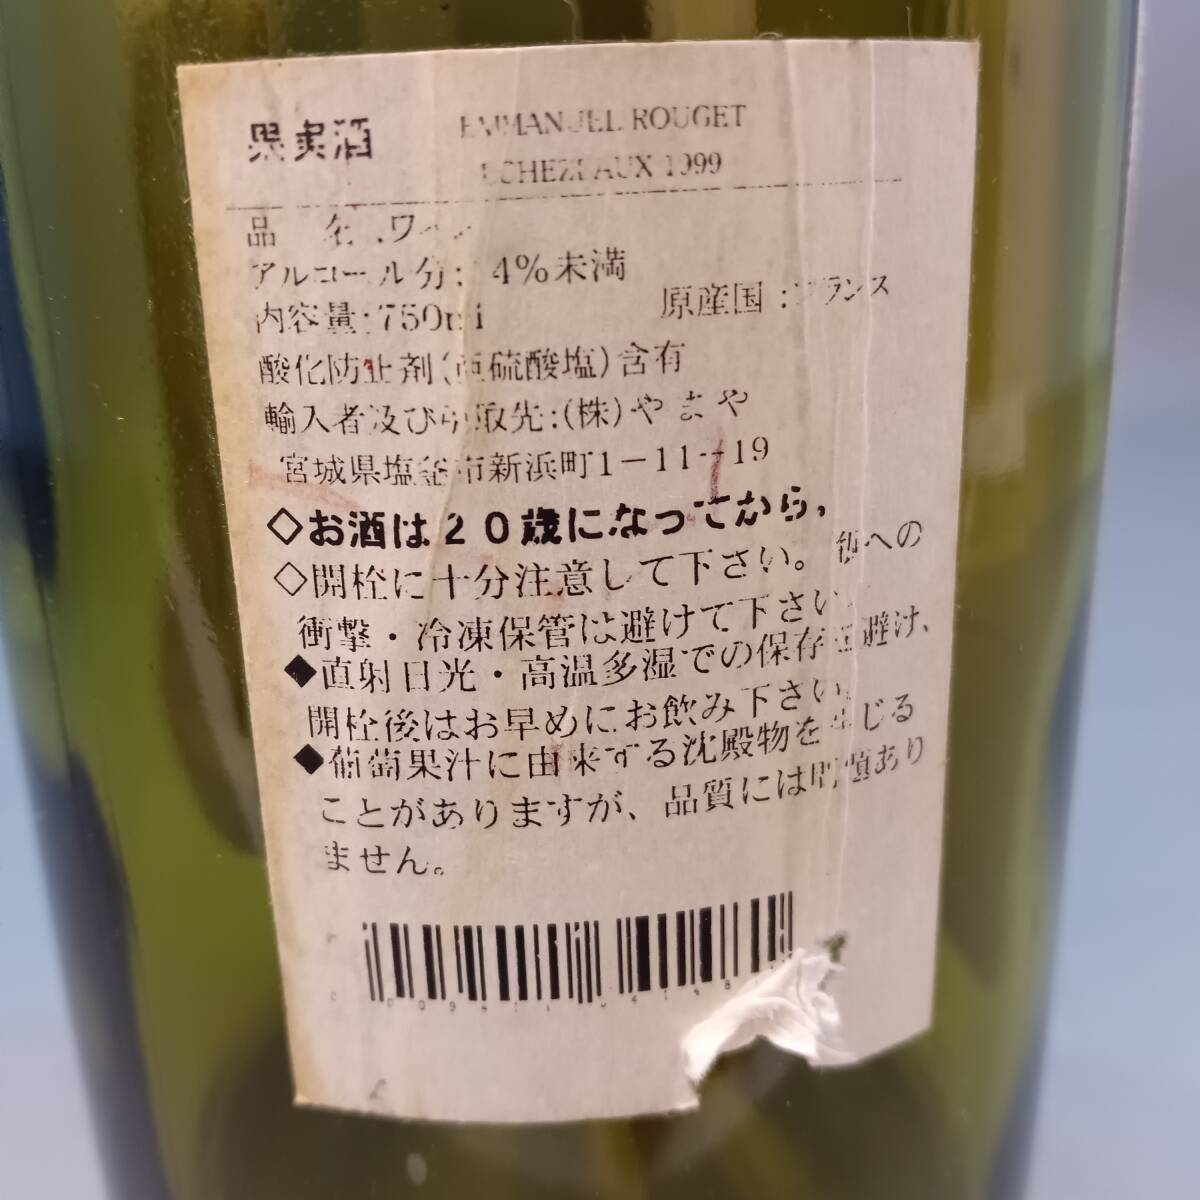 果実酒 EMMANUEL ROUGET
ECHEZEAUX 1999
品 名:ワイン
アルコール分: 4%未満
内容量:750ml 原産国:フランス
酸化防止剤(亜硫酸塩)含有
輸入者及び引取先:(株)やまや
宮城県塩釜市新浜町1-11-19
◇お酒は20歳になってから,
◇開栓に十分注意して下さい。他への
衝撃・冷凍保管は避けて下さい。
◆直射日光・高温多湿での保存を避け、
開栓後はお早めにお飲み下さい。
◆葡萄果汁に由来する沈殿物を生じる
ことがありますが、品質には問題あり
ません。